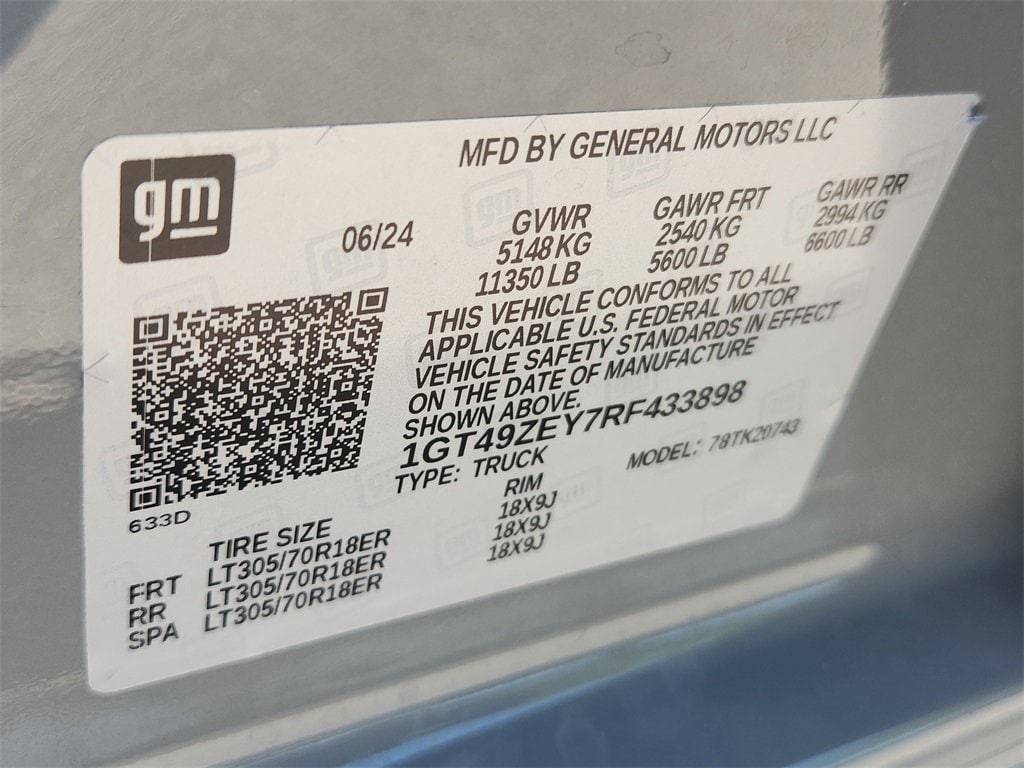 MFD BY GENERAL MOTORS LLC
gm
06/24
GVWR GAWR FRT GAWR RR
5148 KG 2540 KG 2994 KG
11350 LB 5600 LB 6600 LB
THIS VEHICLE CONFORMS TO ALL
APPLICABLE U.S. FEDERAL MOTOR
VEHICLE SAFETY STANDARDS IN EFFECT
ON THE DATE OF MANUFACTURE
SHOWN ABOVE.
1GT49ZEY7RF433898
TYPE: TRUCK MODEL: 78TK20743
633D
TIRE SIZE RIM
FRT LT305/70R18ER 18X9J
RR LT305/70R18ER 18X9J
SPA LT305/70R18ER 18X9J